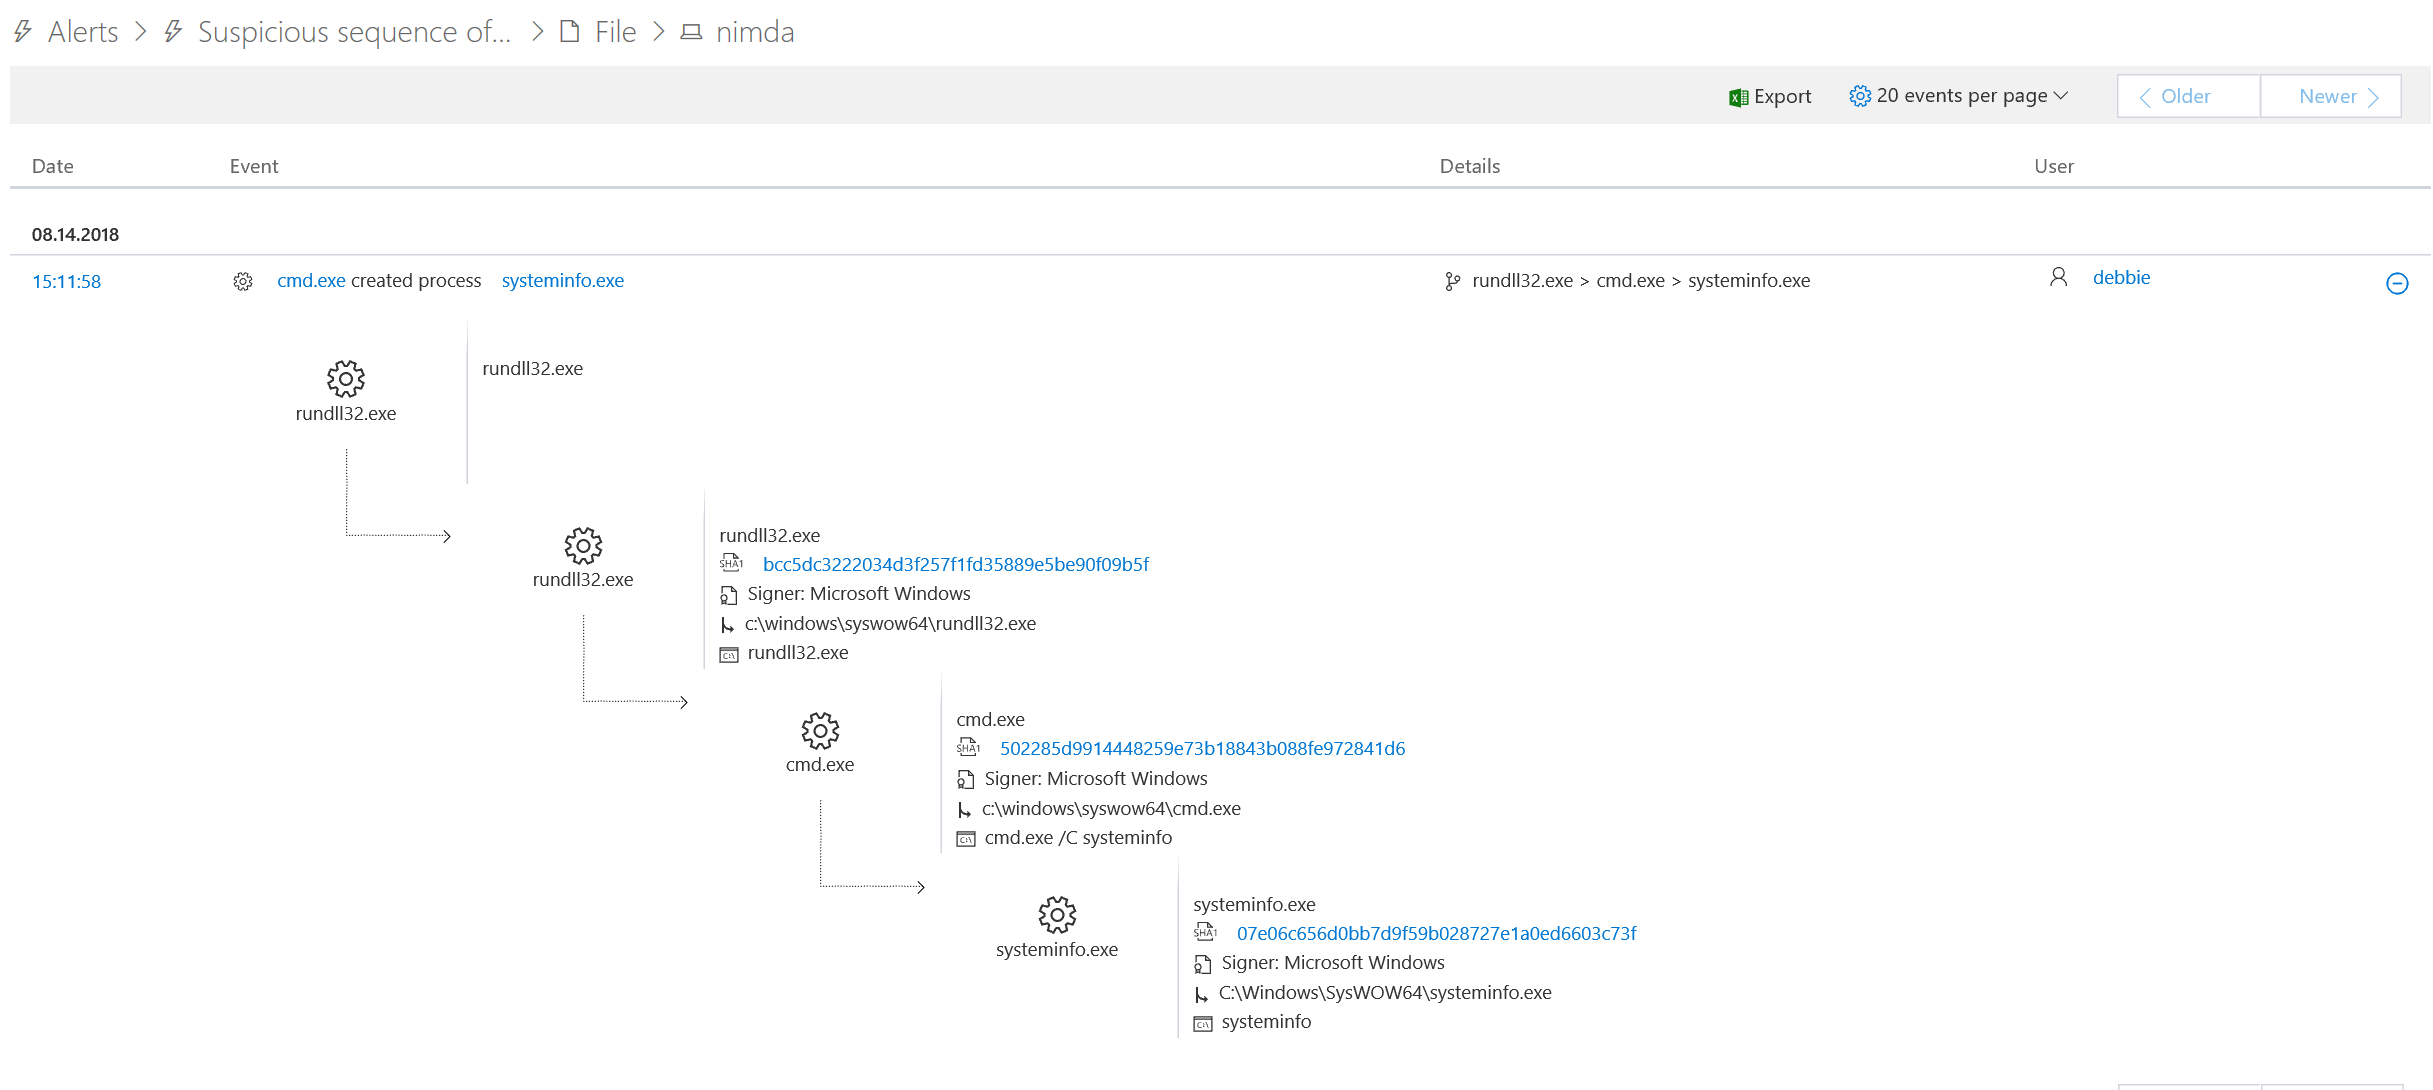 Alerts > Suspicious sequence of... > File > nimda
Export 20 events per page Older Newer
Date Event Details User
08.14.2018
15:11:58 cmd.exe created process systeminfo.exe rundll32.exe > cmd.exe > systeminfo.exe debbie
rundll32.exe
rundll32.exe
rundll32.exe
SHA1 bcc5dc3222034d3f257f1fd35889e5be90f09b5f
rundll32.exe
Signer: Microsoft Windows
c:\windows\syswow64\rundll32.exe
C:\ rundll32.exe
cmd.exe
SHA1 502285d9914448259e73b18843b088fe972841d6
cmd.exe
Signer: Microsoft Windows
c:\windows\syswow64\cmd.exe
C:\ cmd.exe /C systeminfo
systeminfo.exe
SHA1 07e06c656d0bb7d9f59b028727e1a0ed6603c73f
systeminfo.exe
Signer: Microsoft Windows
C:\Windows\SysWOW64\systeminfo.exe
C:\ systeminfo